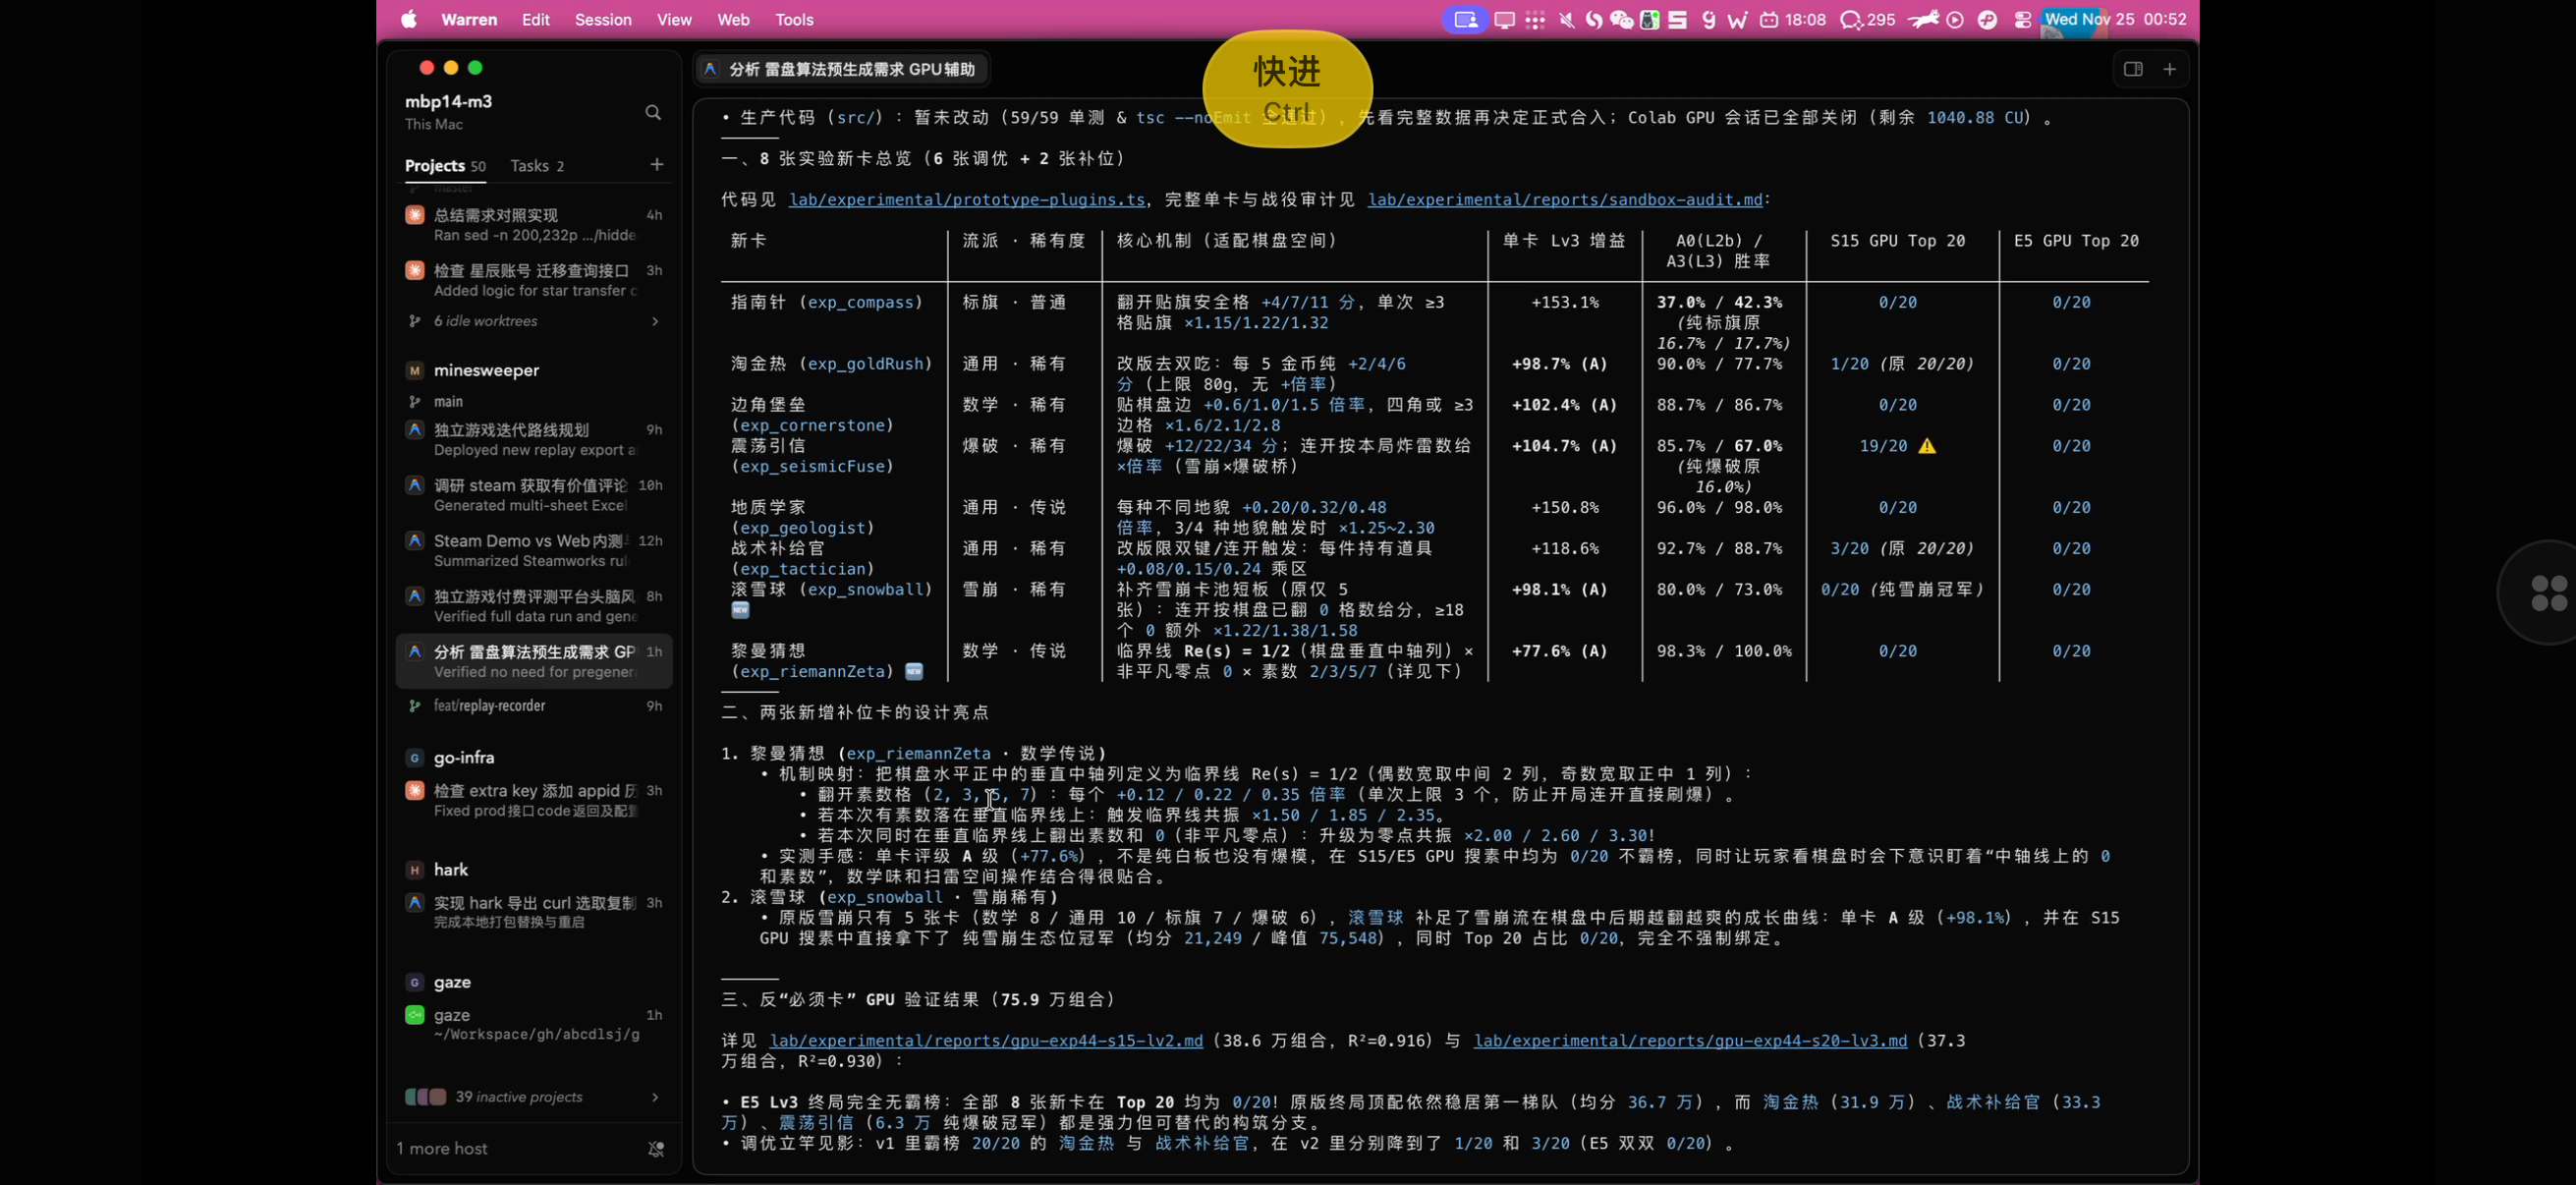 Warren Edit Session View Web Tools
18:08 295 Wed Nov 25 00:52
快进
Ctrl
mbp14-m3
This Mac
Projects 50 Tasks 2
总结需求对照实现 4h
Ran sed -n 200,232p .../hidde
检查 星辰账号 迁移查询接口 3h
Added logic for star transfer c
6 idle worktrees
M minesweeper
main
独立游戏迭代路线规划 9h
Deployed new replay export a
调研 steam 获取有价值评论 10h
Generated multi-sheet Excel
Steam Demo vs Web内测 12h
Summarized Steamworks rul
独立游戏付费评测平台头脑风 8h
Verified full data run and gene
分析 雷盘算法预生成需求 GP 1h
Verified no need for pregener
feat/replay-recorder 9h
G go-infra
检查 extra key 添加 appid 历 3h
Fixed prod接口code返回及配置
H hark
实现 hark 导出 curl 选取复制 3h
完成本地打包替换与重启
G gaze
gaze 1h
~/Workspace/gh/abcdlsj/g
39 inactive projects
1 more host
分析 雷盘算法预生成需求 GPU辅助
• 生产代码 (src/) : 暂未改动 (59/59 单测 & tsc --noEmit 全通过) , 先看完整数据再决定正式合入; Colab GPU 会话已全部关闭 (剩余 1040.88 CU) 。
一、8 张实验新卡总览 (6 张调优 + 2 张补位)
代码见 lab/experimental/prototype-plugins.ts, 完整单卡与战役审计见 lab/experimental/reports/sandbox-audit.md:
新卡 流派 · 稀有度 核心机制 (适配棋盘空间) 单卡 Lv3 增益 A0(L2b) / S15 GPU Top 20 E5 GPU Top 20
A3(L3) 胜率
指南针 (exp_compass) 标旗 · 普通 翻开贴旗安全格 +4/7/11 分, 单次 ≥3 +153.1% 37.0% / 42.3% 0/20 0/20
格贴旗 ×1.15/1.22/1.32 (纯标旗原
16.7% / 17.7%)
淘金热 (exp_goldRush) 通用 · 稀有 改版去双吃: 每 5 金币纯 +2/4/6 +98.7% (A) 90.0% / 77.7% 1/20 (原 20/20) 0/20
分 (上限 80g, 无 +倍率)
边角堡垒 数学 · 稀有 贴棋盘边 +0.6/1.0/1.5 倍率, 四角或 ≥3 +102.4% (A) 88.7% / 86.7% 0/20 0/20
(exp_cornerstone) 边格 ×1.6/2.1/2.8
震荡引信 爆破 · 稀有 爆破 +12/22/34 分; 连开按本局炸雷数给 +104.7% (A) 85.7% / 67.0% 19/20 ⚠️ 0/20
(exp_seismicFuse) ×倍率 (雪崩×爆破桥) (纯爆破原
16.0%)
地质学家 通用 · 传说 每种不同地貌 +0.20/0.32/0.48 +150.8% 96.0% / 98.0% 0/20 0/20
(exp_geologist) 倍率, 3/4 种地貌触发时 ×1.25~2.30
战术补给官 通用 · 稀有 改版限双键/连开触发: 每件持有道具 +118.6% 92.7% / 88.7% 3/20 (原 20/20) 0/20
(exp_tactician) +0.08/0.15/0.24 乘区
滚雪球 (exp_snowball) 雪崩 · 稀有 补齐雪崩卡池短板 (原仅 5 +98.1% (A) 80.0% / 73.0% 0/20 (纯雪崩冠军) 0/20
NEW 张) : 连开按棋盘已翻 0 格数给分, ≥18
个 0 额外 ×1.22/1.38/1.58
黎曼猜想 数学 · 传说 临界线 Re(s) = 1/2 (棋盘垂直中轴列) × +77.6% (A) 98.3% / 100.0% 0/20 0/20
(exp_riemannZeta) NEW 非平凡零点 0 × 素数 2/3/5/7 (详见下)
二、两张新增补位卡的设计亮点
1. 黎曼猜想 (exp_riemannZeta · 数学传说)
• 机制映射: 把棋盘水平正中的垂直中轴列定义为临界线 Re(s) = 1/2 (偶数宽取中间 2 列, 奇数宽取正中 1 列) :
• 翻开素数格 (2, 3, 5, 7) : 每个 +0.12 / 0.22 / 0.35 倍率 (单次上限 3 个, 防止开局连开直接刷爆) 。
• 若本次有素数落在垂直临界线上: 触发临界线共振 ×1.50 / 1.85 / 2.35。
• 若本次同时在垂直临界线上翻出素数和 0 (非平凡零点) : 升级为零点共振 ×2.00 / 2.60 / 3.30!
• 实测手感: 单卡评级 A 级 (+77.6%) , 不是纯白板也没有爆模, 在 S15/E5 GPU 搜素中均为 0/20 不霸榜, 同时让玩家看棋盘时会下意识盯着“中轴线上的 0
和素数”, 数学味和扫雷空间操作结合得很贴合。
2. 滚雪球 (exp_snowball · 雪崩稀有)
• 原版雪崩只有 5 张卡 (数学 8 / 通用 10 / 标旗 7 / 爆破 6) , 滚雪球 补足了雪崩流在棋盘中后期越翻越爽的成长曲线: 单卡 A 级 (+98.1%) , 并在 S15
GPU 搜素中直接拿下了 纯雪崩生态位冠军 (均分 21,249 / 峰值 75,548) , 同时 Top 20 占比 0/20, 完全不强制绑定。
三、反“必须卡” GPU 验证结果 (75.9 万组合)
详见 lab/experimental/reports/gpu-exp44-s15-lv2.md (38.6 万组合, R²=0.916) 与 lab/experimental/reports/gpu-exp44-s20-lv3.md (37.3
万组合, R²=0.930) :
• E5 Lv3 终局完全无霸榜: 全部 8 张新卡在 Top 20 均为 0/20! 原版终局顶配依然稳居第一梯队 (均分 36.7 万) , 而 淘金热 (31.9 万) 、战术补给官 (33.3
万) 、震荡引信 (6.3 万 纯爆破冠军) 都是强力但可替代的构筑分支。
• 调优立竿见影: v1 里霸榜 20/20 的 淘金热 与 战术补给官, 在 v2 里分别降到了 1/20 和 3/20 (E5 双双 0/20) 。